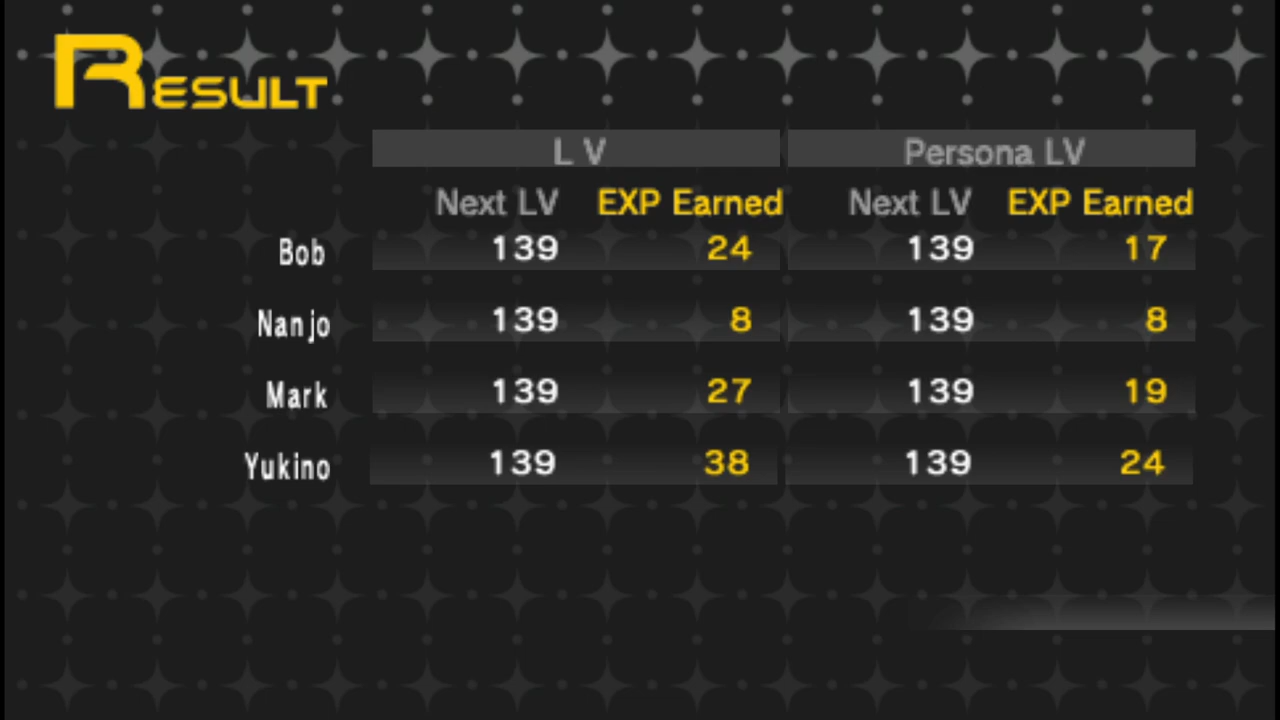 RESULT
LV Persona LV
Next LV EXP Earned Next LV EXP Earned
Bob 139 24 139 17
Nanjo 139 8 139 8
Mark 139 27 139 19
Yukino 139 38 139 24